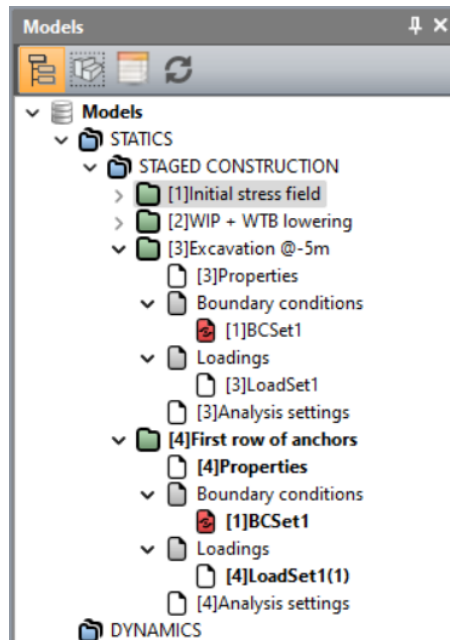 Models
Models
STATICS
STAGED CONSTRUCTION
[1]Initial stress field
[2]WIP + WTB lowering
[3]Excavation @-5m
[3]Properties
Boundary conditions
[1]BCSet1
Loadings
[3]LoadSet1
[3]Analysis settings
[4]First row of anchors
[4]Properties
Boundary conditions
[1]BCSet1
Loadings
[4]LoadSet1(1)
[4]Analysis settings
DYNAMICS